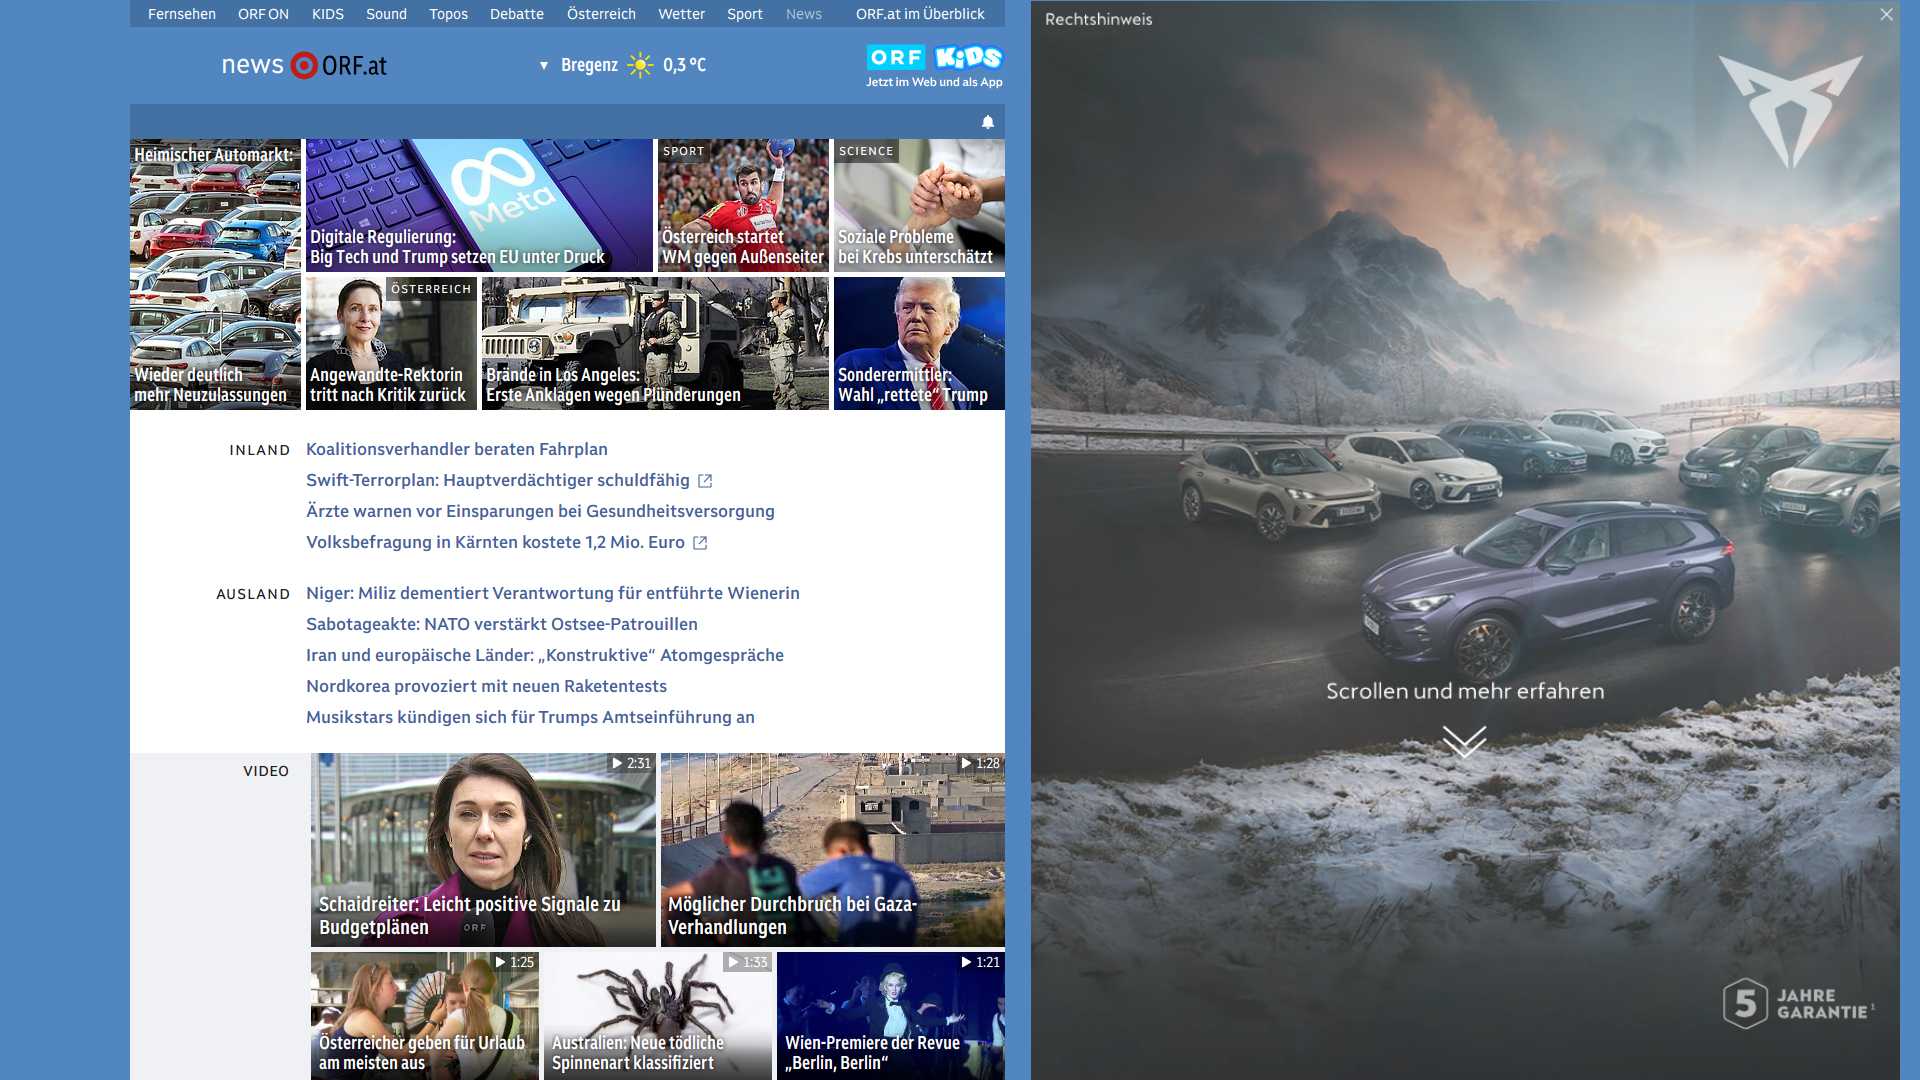 Fernsehen ORF ON KIDS Sound Topos Debatte Österreich Wetter Sport News ORF.at im Überblick
news ORF.at
Bregenz 0,3 °C
ORF KiDS
Jetzt im Web und als App
Heimischer Automarkt:
Wieder deutlich
mehr Neuzulassungen
Meta
Digitale Regulierung:
Big Tech und Trump setzen EU unter Druck
SPORT
Österreich startet
WM gegen Außenseiter
SCIENCE
Soziale Probleme
bei Krebs unterschätzt
ÖSTERREICH
Angewandte-Rektorin
tritt nach Kritik zurück
Brände in Los Angeles:
Erste Anklagen wegen Plünderungen
Sonderermittler:
Wahl „rettete“ Trump
INLAND
Koalitionsverhandler beraten Fahrplan
Swift-Terrorplan: Hauptverdächtiger schuldfähig
Ärzte warnen vor Einsparungen bei Gesundheitsversorgung
Volksbefragung in Kärnten kostete 1,2 Mio. Euro
AUSLAND
Niger: Miliz dementiert Verantwortung für entführte Wienerin
Sabotageakte: NATO verstärkt Ostsee-Patrouillen
Iran und europäische Länder: „Konstruktive“ Atomgespräche
Nordkorea provoziert mit neuen Raketentests
Musikstars kündigen sich für Trumps Amtseinführung an
VIDEO
2:31
Schaidreiter: Leicht positive Signale zu
Budgetplänen
ORF
1:28
Möglicher Durchbruch bei Gaza-
Verhandlungen
1:25
Österreicher geben für Urlaub
am meisten aus
1:33
Australien: Neue tödliche
Spinnenart klassifiziert
1:21
Wien-Premiere der Revue
„Berlin, Berlin“
Rechtshinweis
Scrollen und mehr erfahren
5 JAHRE
GARANTIE¹